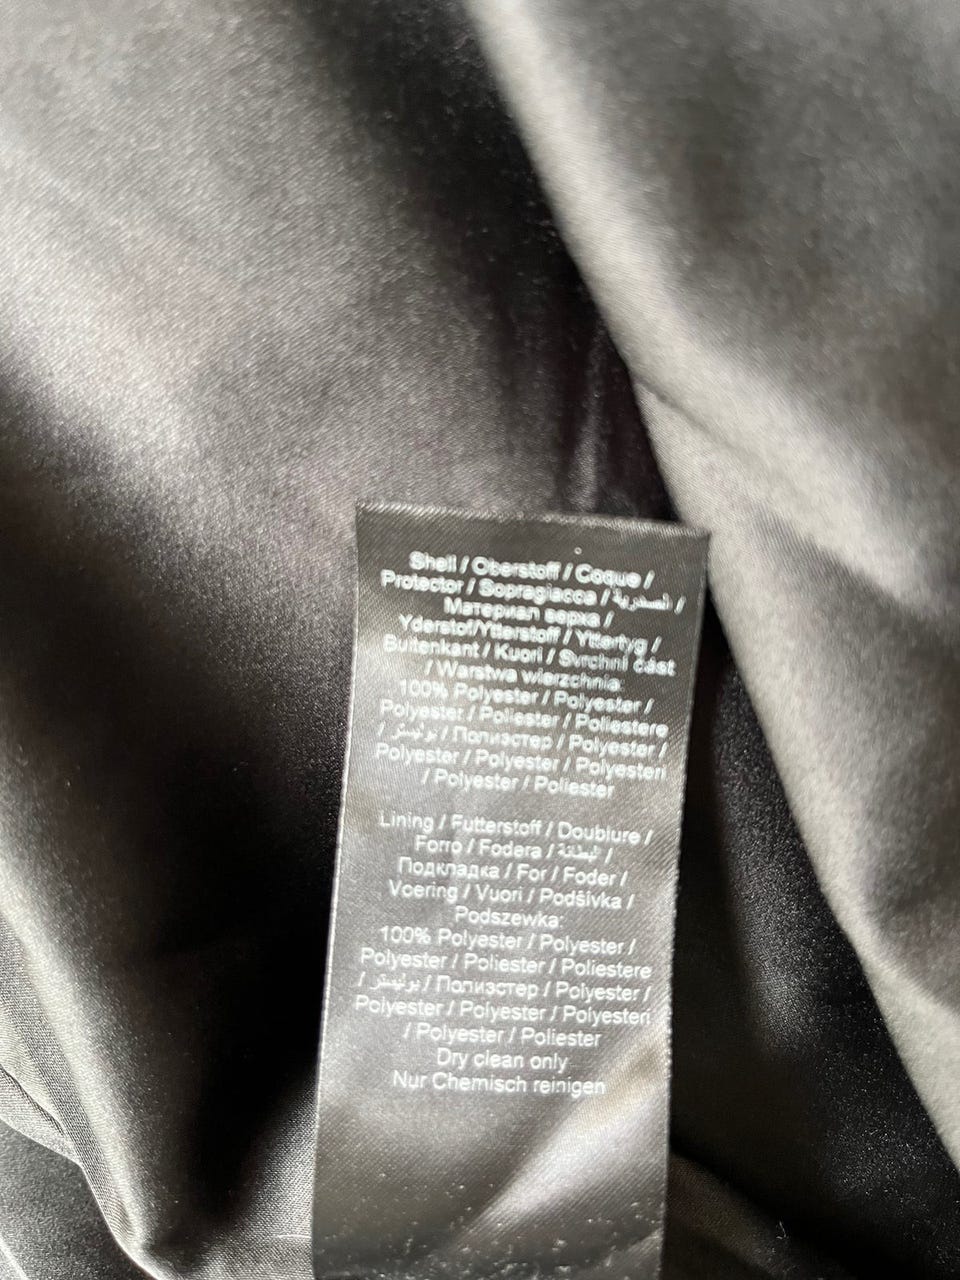 Shell / Oberstoff / Coque /
Protector / Sopragiacca / المسخرية /
Материал верха /
Yderstof/Ytterstoff / Yttertyg /
Buitenkant / Kuori / Svrchní část
/ Warstwa wierzchnia
100% Polyester / Polyester /
Polyester / Poliester / Poliestere
/ بوليستر / Полиэстер / Polyester /
Polyester / Polyester / Polyesteri
/ Polyester / Poliester
Lining / Futterstoff / Doublure /
Forro / Fodera / البطانة /
Подкладка / For / Foder /
Voering / Vuori / Podšívka /
Podszewka:
100% Polyester / Polyester /
Polyester / Poliester / Poliestere
/ بوليستر / Полиэстер / Polyester /
Polyester / Polyester / Polyesteri
/ Polyester / Poliester
Dry clean only
Nur Chemisch reinigen